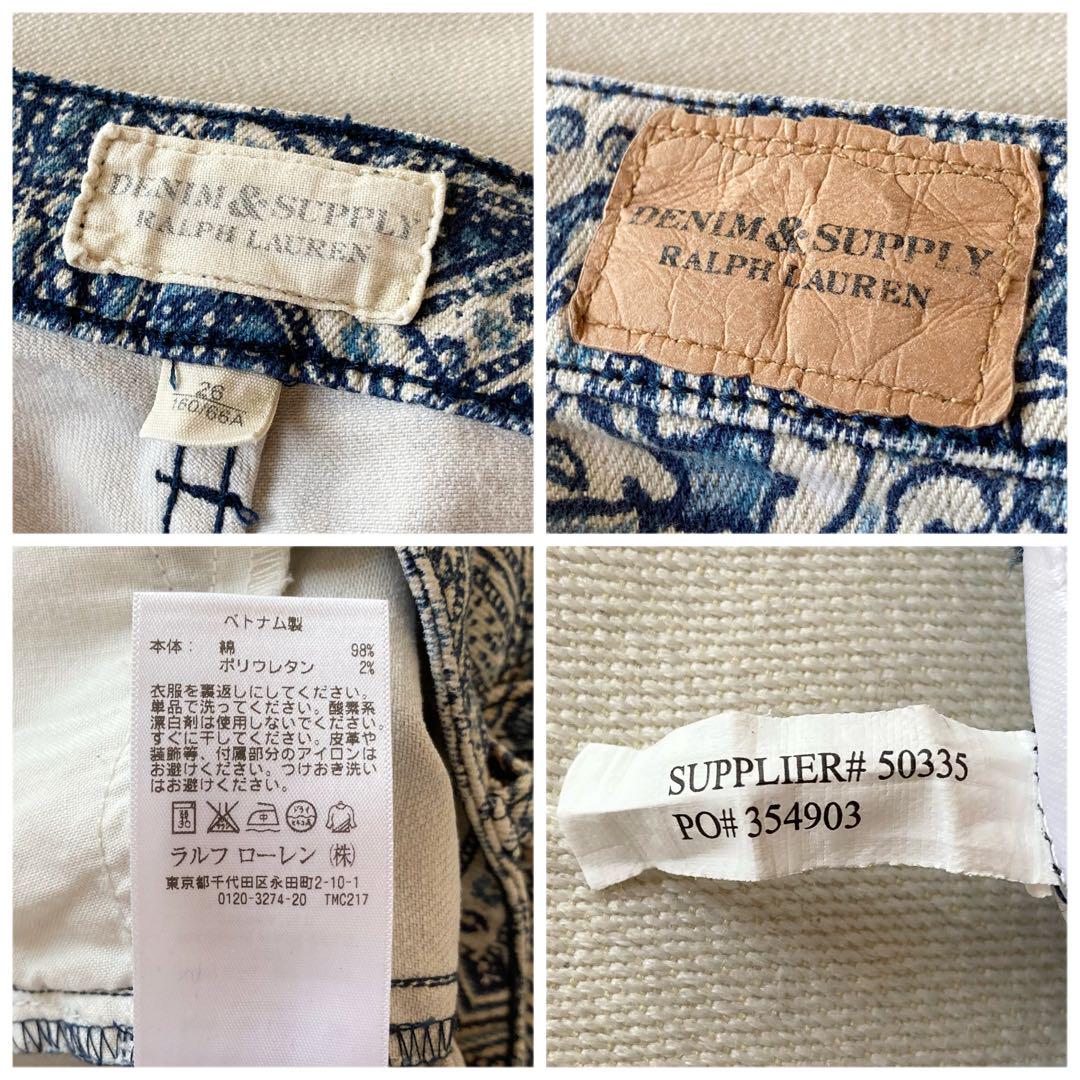 DENIM & SUPPLY
RALPH LAUREN
26
160/66A
DENIM & SUPPLY
RALPH LAUREN
ベトナム製
本体： 綿 98%
ポリウレタン 2%
衣服を裏返しにしてください。
単品で洗ってください。酸素系
漂白剤は使用しないでください。
すぐに干してください。皮革や
装飾等、付属部分のアイロンは
お避けください。つけおき洗い
はお避けください。
ラルフ ローレン (株)
東京都千代田区永田町2-10-1
0120-3274-20 TMC217
SUPPLIER# 50335
PO# 354903